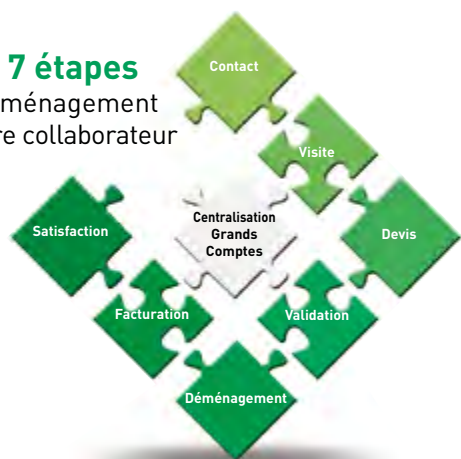 7 étapes
ménagement
re collaborateur
Contact
Visite
Centralisation
Grands
Comptes
Satisfaction
Devis
Facturation
Validation
Déménagement